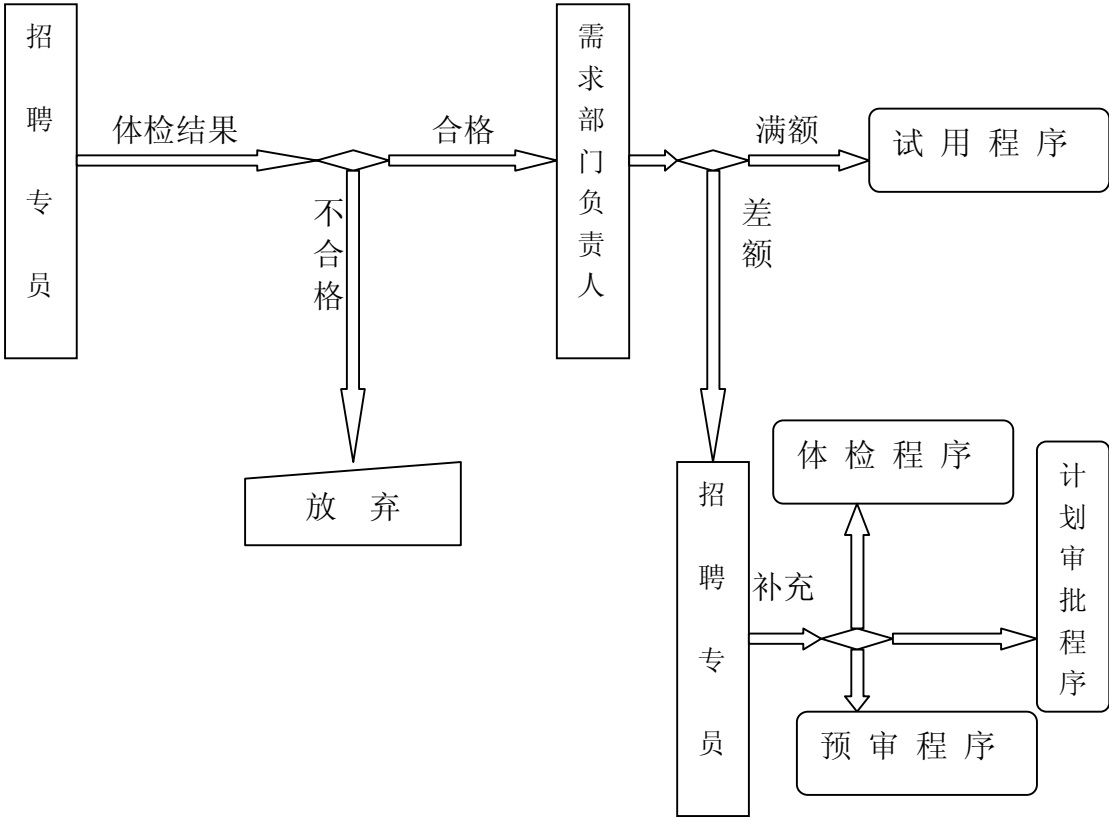 招聘专员
体检结果
合格
不合格
放 弃
需求部门负责人
满额
试 用 程 序
差额
招聘专员
补充
体 检 程 序
计划审批程序
预 审 程 序